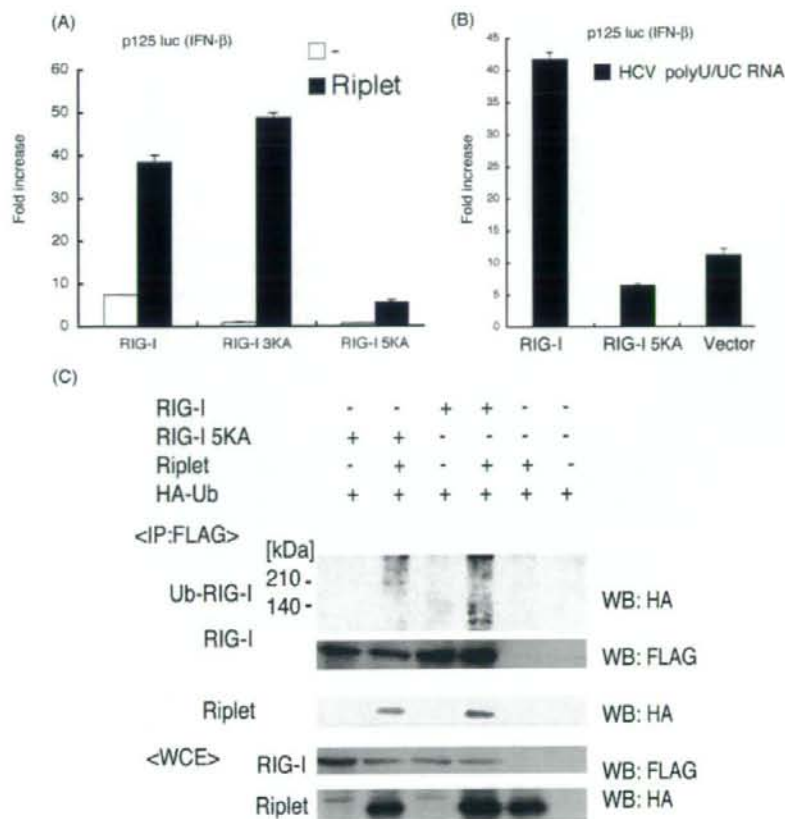 (A)
p125 luc (IFN-β)
-
Riplet
Fold increase
60
50
40
30
20
10
0
RIG-I
RIG-I 3KA
RIG-I 5KA
(B)
p125 luc (IFN-β)
HCV polyU/UC RNA
Fold increase
45
40
35
30
25
20
15
10
5
0
RIG-I
RIG-I 5KA
Vector
(C)
RIG-I - - + + - -
RIG-I 5KA + + - - - -
Riplet - + - + + -
HA-Ub + + + + + +
<IP:FLAG>
[kDa]
210 -
Ub-RIG-I
140 -
WB: HA
RIG-I
WB: FLAG
Riplet
WB: HA
<WCE>
RIG-I
WB: FLAG
Riplet
WB: HA